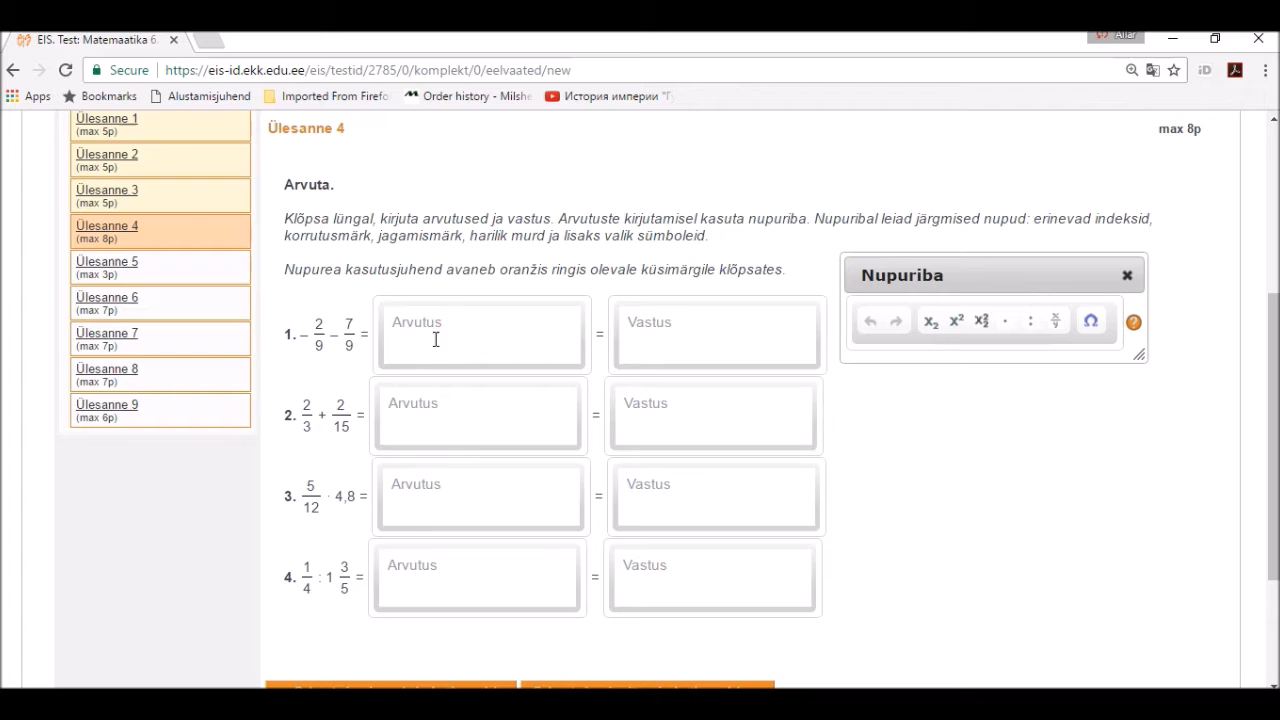 EIS. Test: Matemaatika 6.
Allar
Secure https://eis-id.ekk.edu.ee/eis/testid/2785/0/komplekt/0/eelvaated/new
iD
Apps Bookmarks Alustamisjuhend Imported From Firefo Order history - Milshe История империи "Г
Ülesanne 1
(max 5p)
Ülesanne 2
(max 5p)
Ülesanne 3
(max 5p)
Ülesanne 4
(max 8p)
Ülesanne 5
(max 3p)
Ülesanne 6
(max 7p)
Ülesanne 7
(max 7p)
Ülesanne 8
(max 7p)
Ülesanne 9
(max 6p)
Ülesanne 4 max 8p
Arvuta.
Klõpsa lüngal, kirjuta arvutused ja vastus. Arvutuste kirjutamisel kasuta nupuriba. Nupuribal leiad järgmised nupud: erinevad indeksid,
korrutusmärk, jagamismärk, harilik murd ja lisaks valik sümboleid.
Nupurea kasutusjuhend avaneb oranžis ringis olevale küsimärgile klõpsates.
Nupuriba ✖
x₂ x² x²₂ · : x/y Ω ?
1. – 2/9 – 7/9 = Arvutus = Vastus
2. 2/3 + 2/15 = Arvutus = Vastus
3. 5/12 · 4,8 = Arvutus = Vastus
4. 1/4 : 1 3/5 = Arvutus = Vastus